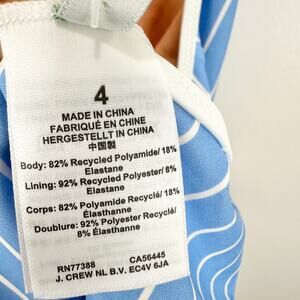 4
MADE IN CHINA
FABRIQUÉ EN CHINE
HERGESTELLT IN CHINA
中国製
Body: 82% Recycled Polyamide/ 18%
Elastane
Lining: 92% Recycled Polyester/ 8%
Elastane
Corps: 82% Recycled Polyamide/ 18%
Élasthanne
Doublure: 92% Polyester Recyclé/
8% Élasthanne
RN77388 CA56445
J. CREW NL B.V. EC4V 6JA